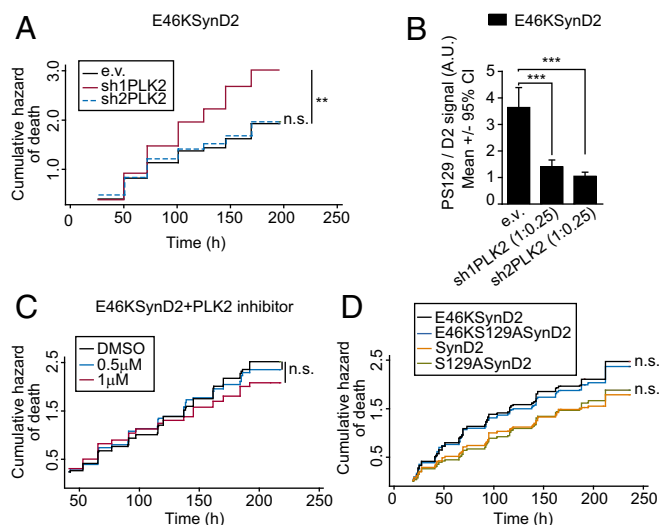 A
E46KSynD2
e.v.
sh1PLK2
sh2PLK2
Cumulative hazard
of death
3.0
2.0
1.0
n.s.
**
0 50 100 150 200 250
Time (h)
B
E46KSynD2
PS129 / D2 signal (A.U.)
Mean +/- 95% CI
5
4
3
2
1
0
***
***
e.v.
sh1PLK2 (1:0.25)
sh2PLK2 (1:0.25)
C
E46KSynD2+PLK2 inhibitor
DMSO
0.5μM
1μM
Cumulative hazard
of death
2.5
1.5
0.5
n.s.
50 100 150 200 250
Time (h)
D
E46KSynD2
E46KS129ASynD2
SynD2
S129ASynD2
Cumulative hazard
of death
2.5
1.5
0.5
n.s.
n.s.
0 50 100 150 200 250
Time (h)